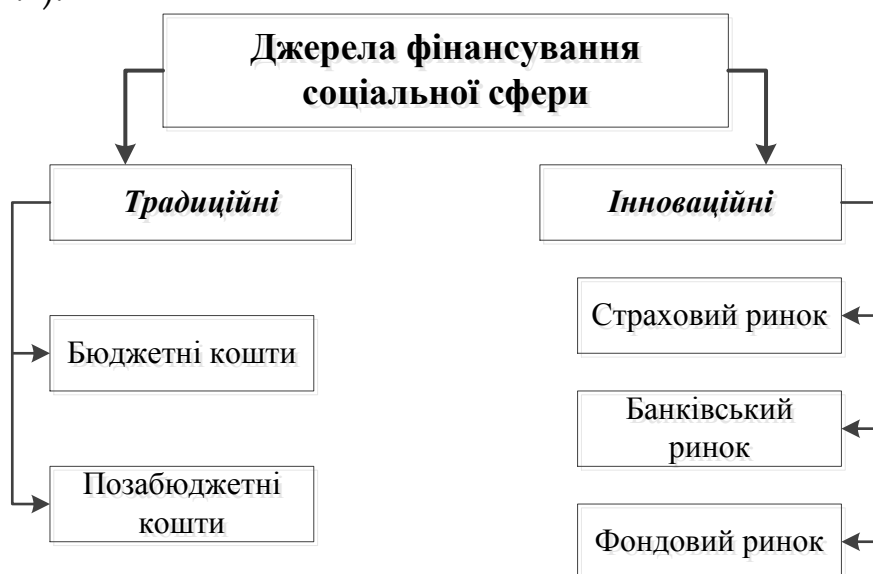 Джерела фінансування
соціальної сфери
Традиційні
Інноваційні
Бюджетні кошти
Позабюджетні
кошти
Страховий ринок
Банківський
ринок
Фондовий ринок